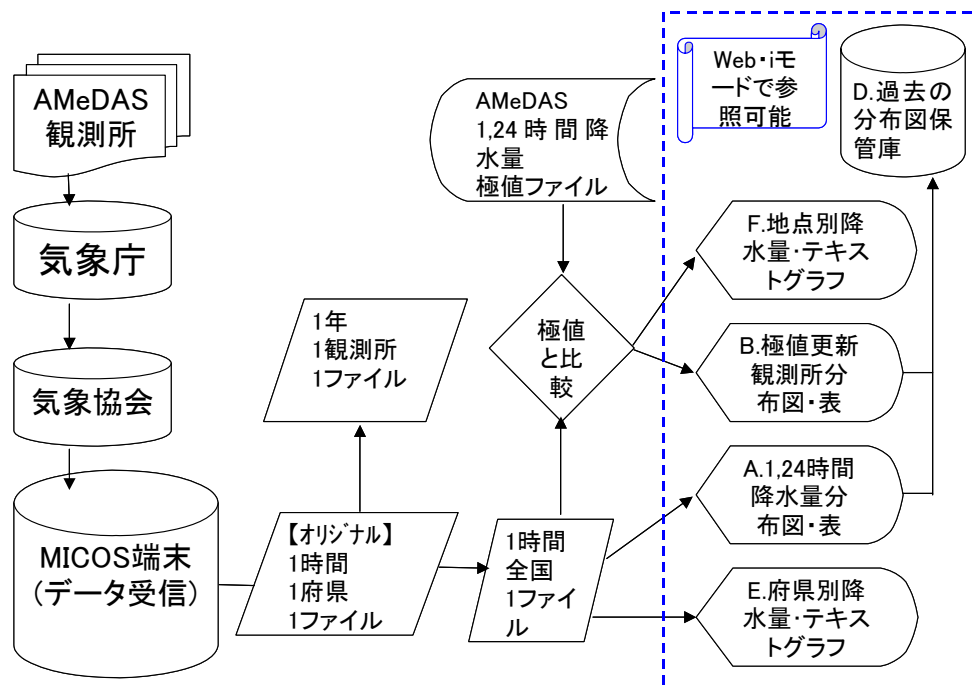 AMeDAS
観測所
気象庁
気象協会
MICOS端末
(データ受信)
【オリジナル】
1時間
1府県
1ファイル
1年
1観測所
1ファイル
1時間
全国
1ファイ
ル
AMeDAS
1,24時間降
水量
極値ファイル
極値
と比
較
Web・iモ
ードで参
照可能
D.過去の
分布図保
管庫
F.地点別降
水量・テキス
トグラフ
B.極値更新
観測所分
布図・表
A.1,24時間
降水量分
布図・表
E.府県別降
水量・テキス
トグラフ